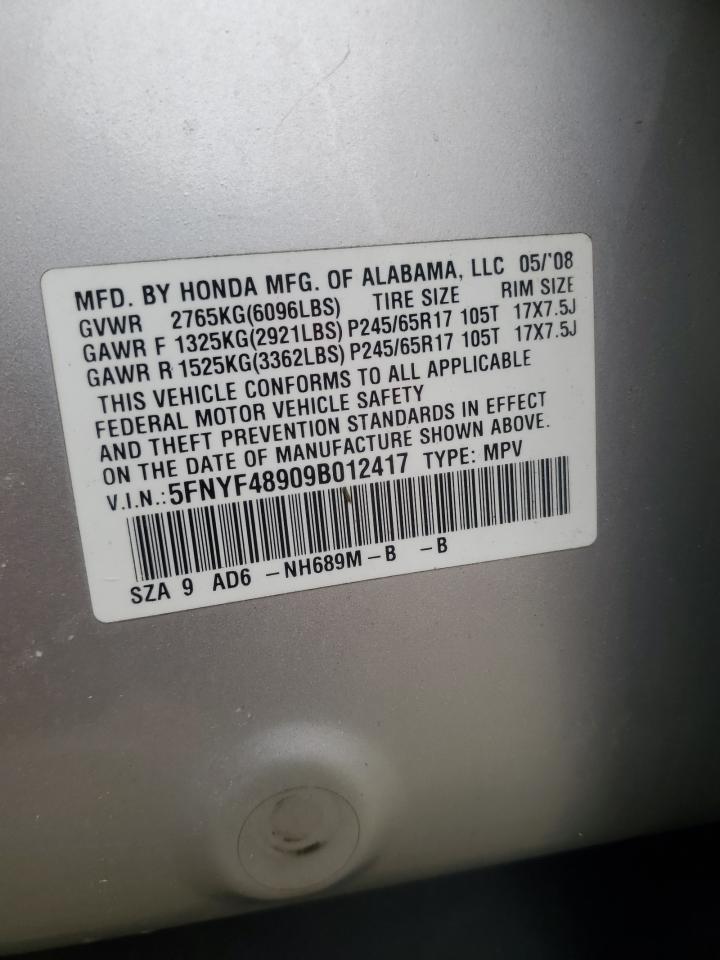 MFD. BY HONDA MFG. OF ALABAMA, LLC 05/'08
GVWR 2765KG(6096LBS) TIRE SIZE RIM SIZE
GAWR F 1325KG(2921LBS) P245/65R17 105T 17X7.5J
GAWR R 1525KG(3362LBS) P245/65R17 105T 17X7.5J
THIS VEHICLE CONFORMS TO ALL APPLICABLE
FEDERAL MOTOR VEHICLE SAFETY
AND THEFT PREVENTION STANDARDS IN EFFECT
ON THE DATE OF MANUFACTURE SHOWN ABOVE.
V.I.N.: 5FNYF48909B012417 TYPE: MPV
SZA 9 AD6 -NH689M-B -B